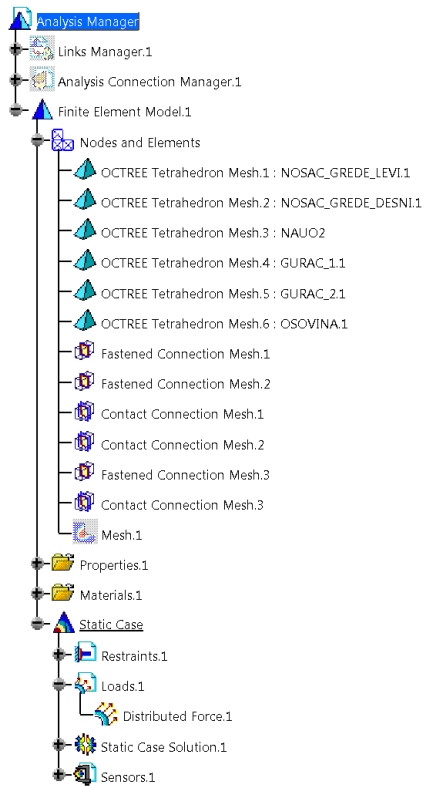 Analysis Manager
Links Manager.1
Analysis Connection Manager.1
Finite Element Model.1
Nodes and Elements
OCTREE Tetrahedron Mesh.1 : NOSAC_GREDE_LEVI.1
OCTREE Tetrahedron Mesh.2 : NOSAC_GREDE_DESNI.1
OCTREE Tetrahedron Mesh.3 : NAUO2
OCTREE Tetrahedron Mesh.4 : GURAC_1.1
OCTREE Tetrahedron Mesh.5 : GURAC_2.1
OCTREE Tetrahedron Mesh.6 : OSOVINA.1
Fastened Connection Mesh.1
Fastened Connection Mesh.2
Contact Connection Mesh.1
Contact Connection Mesh.2
Fastened Connection Mesh.3
Contact Connection Mesh.3
Mesh.1
Properties.1
Materials.1
Static Case
Restraints.1
Loads.1
Distributed Force.1
Static Case Solution.1
Sensors.1